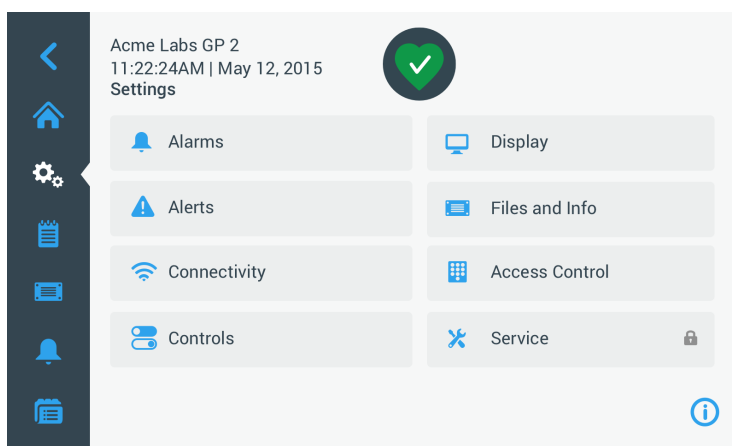 Acme Labs GP 2
11:22:24AM | May 12, 2015
Settings
Alarms
Display
Alerts
Files and Info
Connectivity
Access Control
Controls
Service